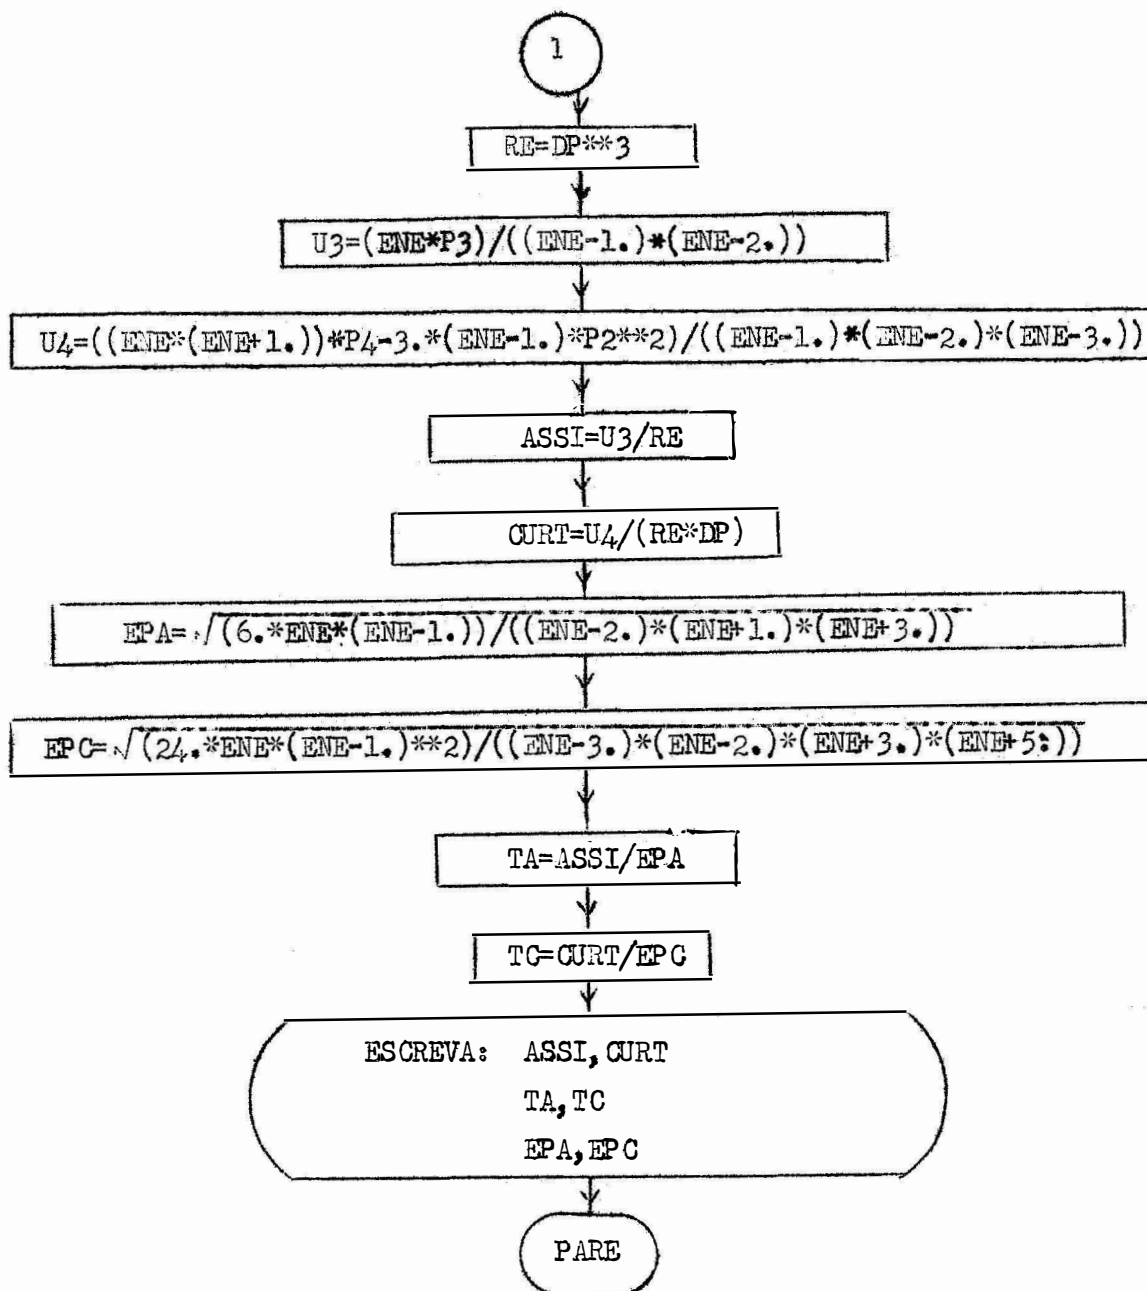 1
RE=DP**3
U3=(ENE*P3)/((ENE-1.)*(ENE-2.))
U4=((ENE*(ENE+1.))*P4-3.*(ENE-1.)*P2**2)/((ENE-1.)*(ENE-2.)*(ENE-3.))
ASSI=U3/RE
CURT=U4/(RE*DP)
EPA=√(6.*ENE*(ENE-1.))/((ENE-2.)*(ENE+1.)*(ENE+3.))
EPC=√(24.*ENE*(ENE-1.)**2)/((ENE-3.)*(ENE-2.)*(ENE+3.)*(ENE+5.))
TA=ASSI/EPA
TC=CURT/EPC
ESCREVA: ASSI,CURT
TA,TC
EPA,EPC
PARE